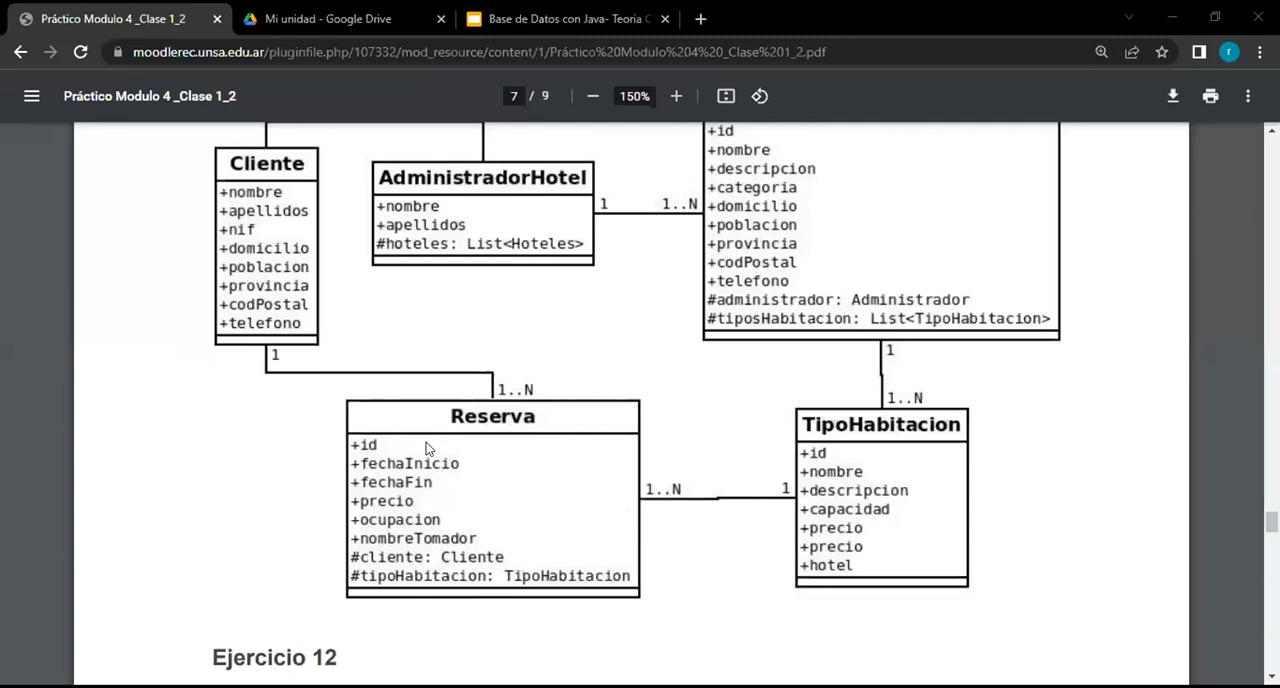 Práctico Modulo 4 _Clase 1_2
Mi unidad - Google Drive
Base de Datos con Java- Teoria C
moodlerec.unsa.edu.ar/pluginfile.php/107332/mod_resource/content/1/Práctico%20Modulo%204%20_Clase%201_2.pdf
r
Práctico Modulo 4 _Clase 1_2
7 / 9
150%
Cliente
+nombre
+apellidos
+nif
+domicilio
+poblacion
+provincia
+codPostal
+telefono
AdministradorHotel
+nombre
+apellidos
#hoteles: List<Hoteles>
1
1..N
+id
+nombre
+descripcion
+categoria
+domicilio
+poblacion
+provincia
+codPostal
+telefono
#administrador: Administrador
#tiposHabitacion: List<TipoHabitacion>
1
1..N
1
1..N
Reserva
+id
+fechaInicio
+fechaFin
+precio
+ocupacion
+nombreTomador
#cliente: Cliente
#tipoHabitacion: TipoHabitacion
1..N
1
TipoHabitacion
+id
+nombre
+descripcion
+capacidad
+precio
+precio
+hotel
Ejercicio 12